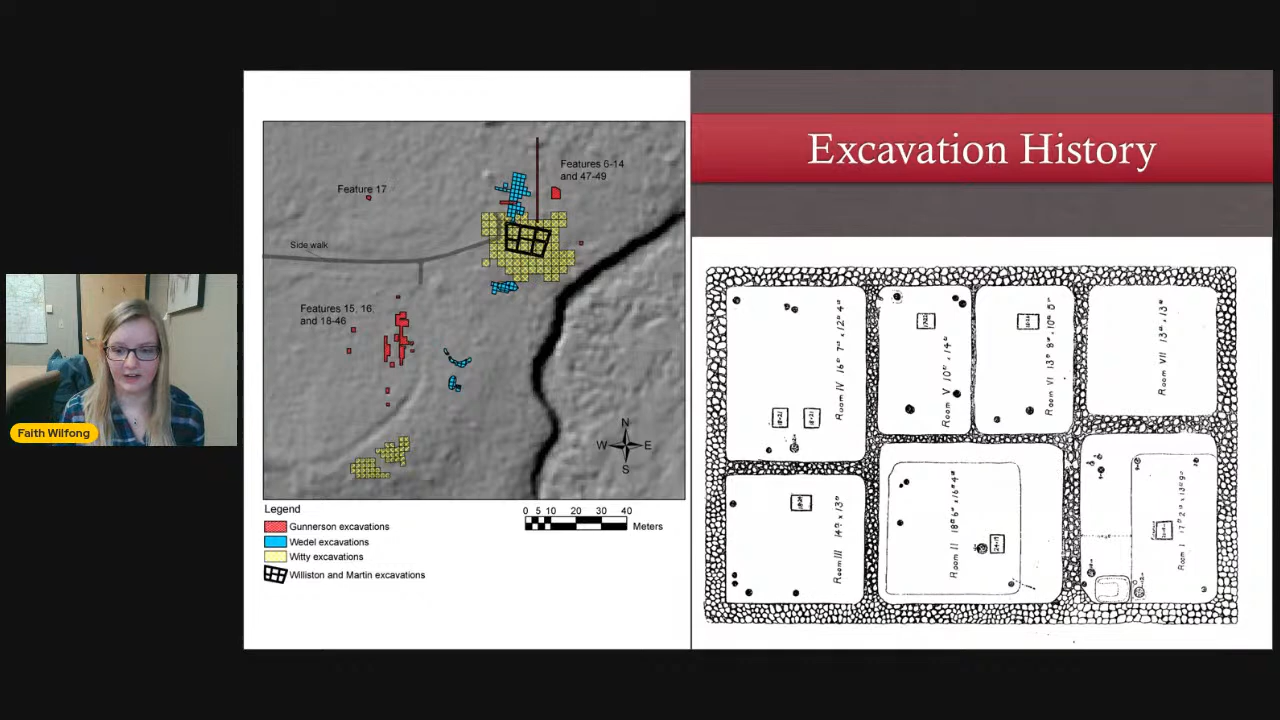 Excavation History
Features 6-14
and 47-49
Feature 17
Side walk
Features 15, 16,
and 18-46
N
W E
S
Legend
Gunnerson excavations
Wedel excavations
Witty excavations
Williston and Martin excavations
0 5 10 20 30 40
Meters
Room IV
Room V
Room VI
Room VII
Room III
Room II
Room I
Faith Wilfong